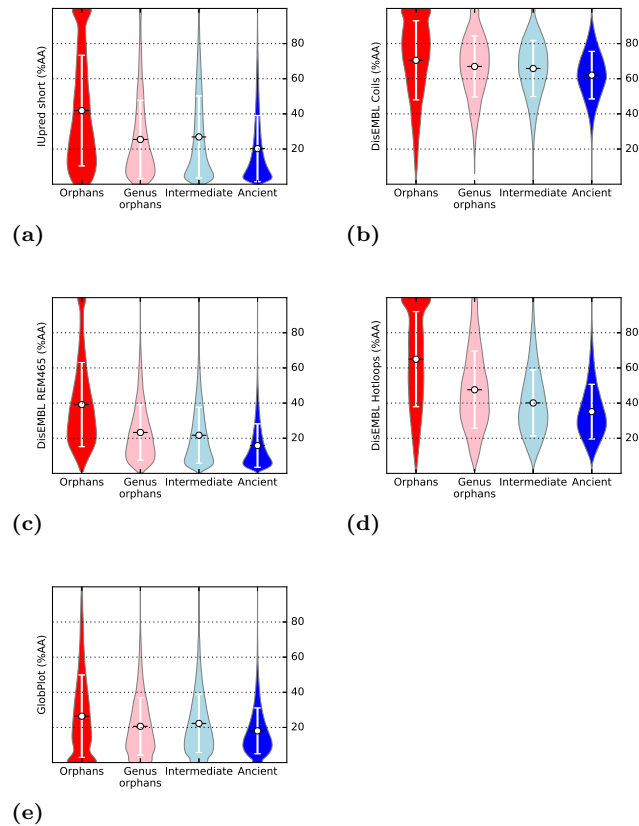 IUpred short (%AA)
80
60
40
20
Orphans
Genus
orphans
Intermediate
Ancient
(a)
DisEMBL Coils (%AA)
80
60
40
20
Orphans
Genus
orphans
Intermediate
Ancient
(b)
DisEMBL REM465 (%AA)
80
60
40
20
Orphans
Genus
orphans
Intermediate
Ancient
(c)
DisEMBL Hotloops (%AA)
80
60
40
20
Orphans
Genus
orphans
Intermediate
Ancient
(d)
GlobPlot (%AA)
80
60
40
20
Orphans
Genus
orphans
Intermediate
Ancient
(e)